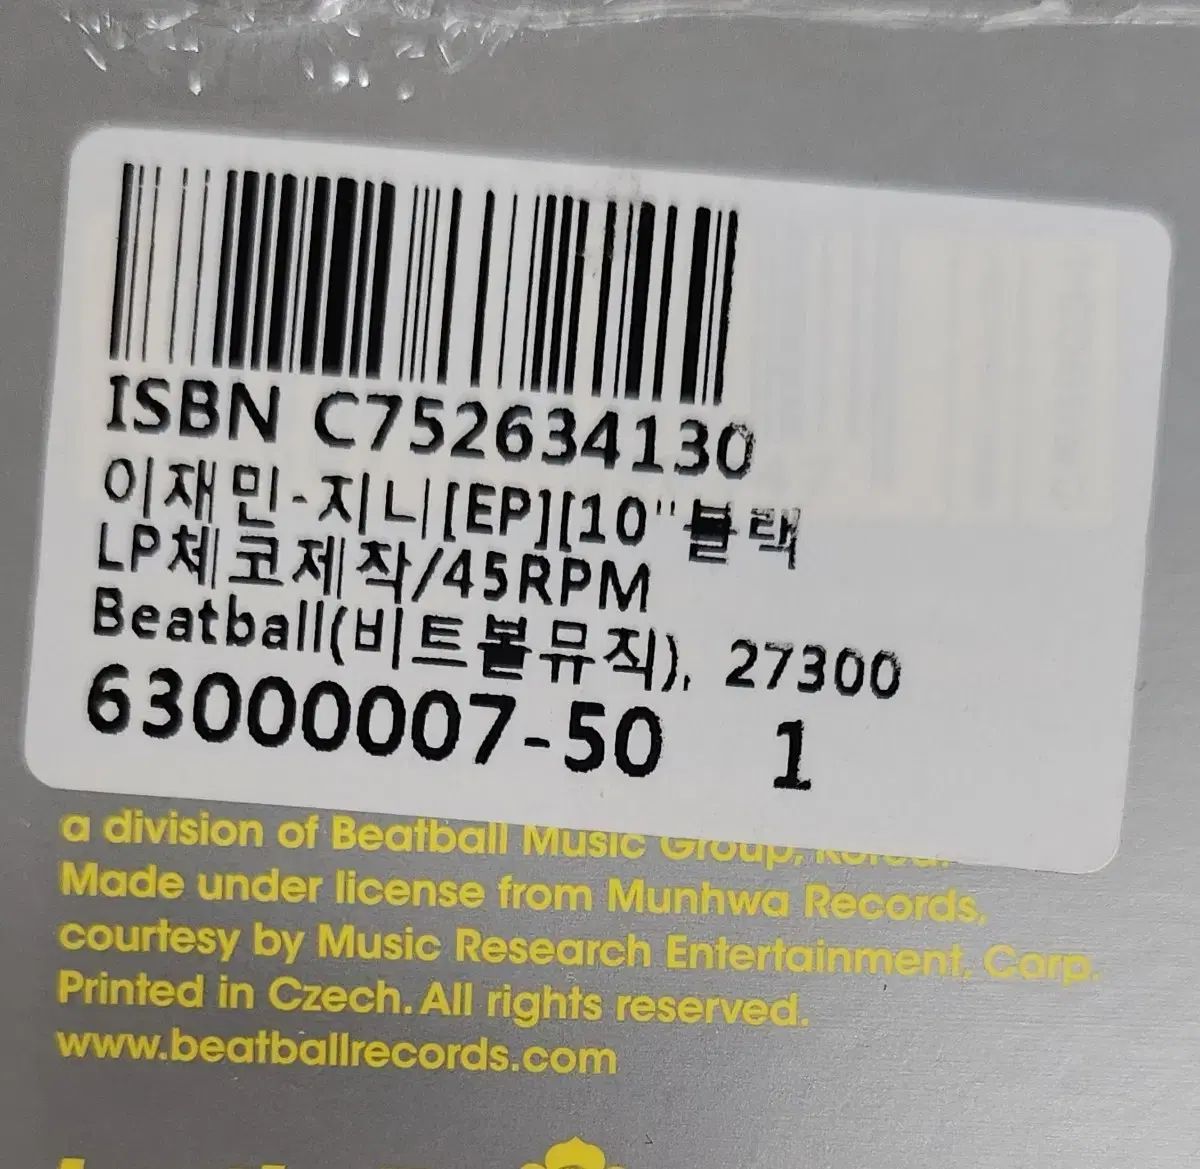 ISBN C752634130
이재민-지니[EP][10"블랙
LP체코제작/45RPM
Beatball(비트볼뮤직), 27300
63000007-50 1
a division of Beatball Music Group, Korea.
Made under license from Munhwa Records,
courtesy by Music Research Entertainment, Corp.
Printed in Czech. All rights reserved.
www.beatballrecords.com